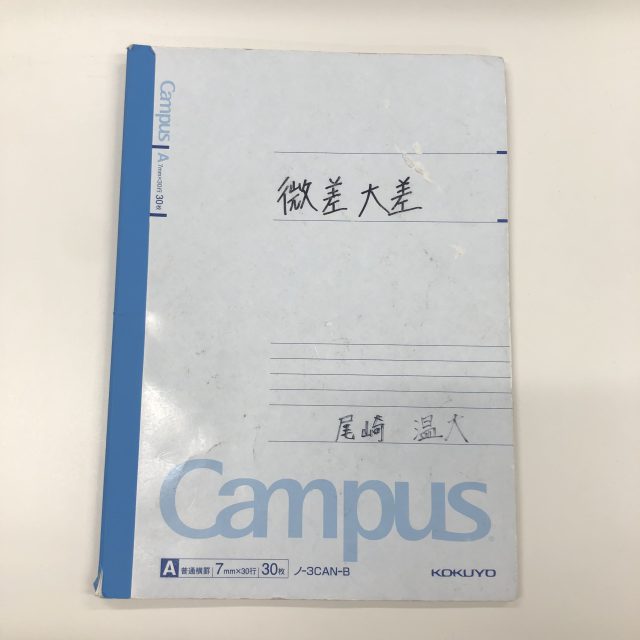 Campus
A 7mm×30行 30枚
微差大差
尾崎 温大
Campus
A 普通横罫 7mm×30行 30枚 ノ-3CAN-B KOKUYO